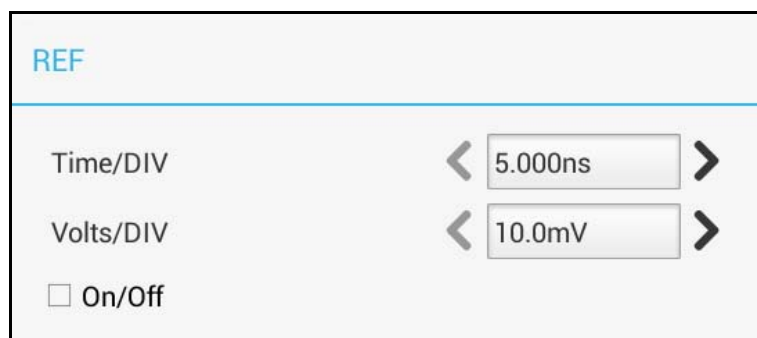 REF
Time/DIV 5.000ns
Volts/DIV 10.0mV
On/Off